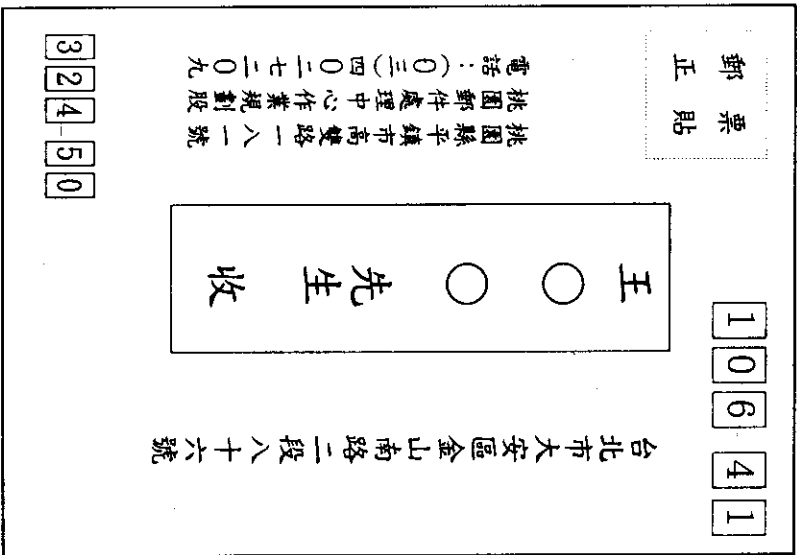 106 41
台北市大安區金山南路二段八十六號
王○○先生 收
郵票
正貼
桃園縣平鎮市高雙路一八一號
桃園郵件處理中心作業規劃股
電話：(○三)四○二七二二○九
324-50